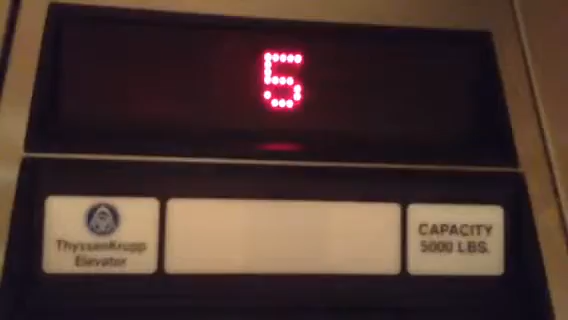 5
ThyssenKrupp
Elevator
CAPACITY
5000 LBS.